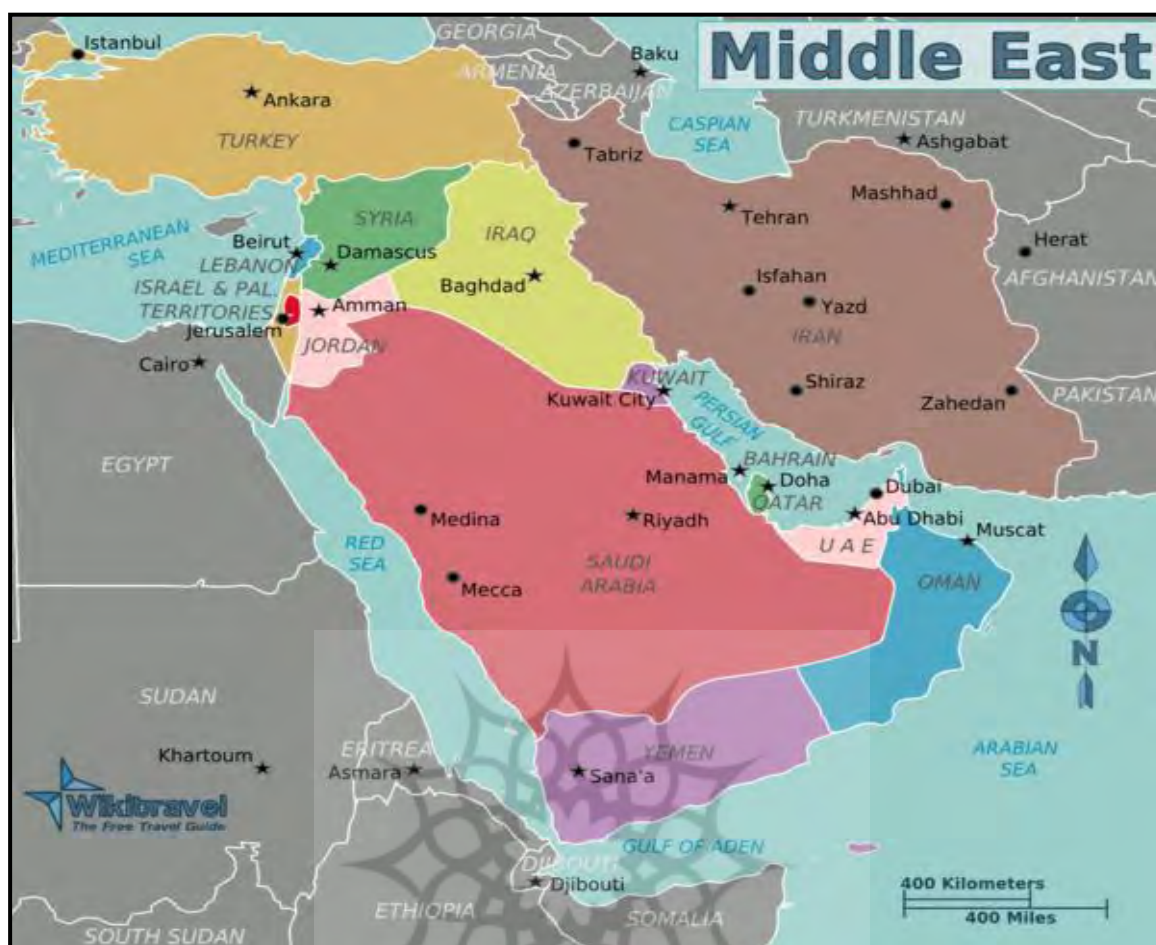 Middle East
GEORGIA
Istanbul
Baku
ARMENIA
AZERBAIJAN
Ankara
TURKEY
CASPIAN
SEA
TURKMENISTAN
Ashgabat
Tabriz
Mashhad
Tehran
SYRIA
IRAQ
MEDITERRANEAN
SEA
Beirut
Damascus
LEBANON
Herat
AFGHANISTAN
Baghdad
Isfahan
Yazd
ISRAEL & PAL.
TERRITORIES
Amman
Jerusalem
JORDAN
IRAN
Cairo
KUWAIT
Kuwait City
Shiraz
Zahedan
PAKISTAN
PERSIAN
GULF
EGYPT
BAHRAIN
Manama
Doha
QATAR
Dubai
Abu Dhabi
Medina
Riyadh
Muscat
U A E
RED
SEA
SAUDI
ARABIA
Mecca
OMAN
N
SUDAN
YEMEN
ARABIAN
SEA
Khartoum
ERITREA
Asmara
Sana'a
Wikitravel
The Free Travel Guide
GULF OF ADEN
DJIBOUTI
Djibouti
ETHIOPIA
SOMALIA
400 Kilometers
400 Miles
SOUTH SUDAN